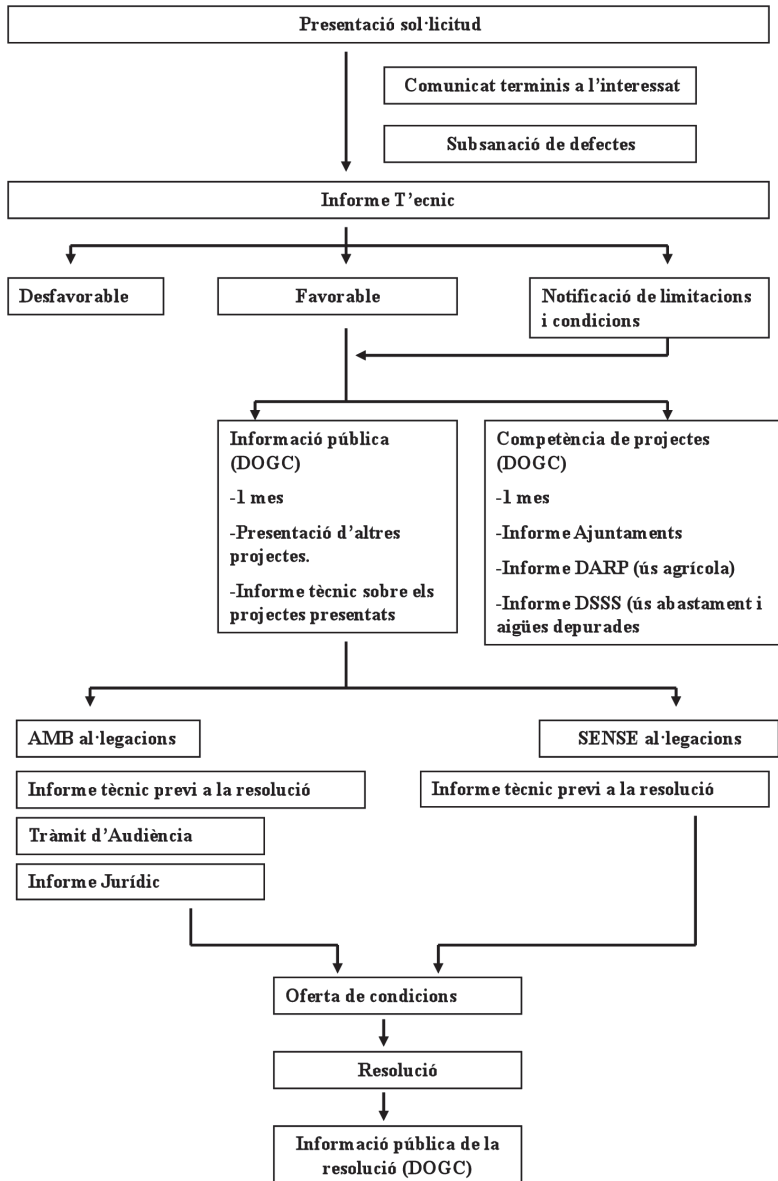 Presentació sol·licitud
Comunicat terminis a l’interessat
Subsanació de defectes
Informe T’ecnic
Desfavorable
Favorable
Notificació de limitacions
i condicions
Informació pública
(DOGC)
-1 mes
-Presentació d’altres
projectes.
-Informe tècnic sobre els
projectes presentats
Competència de projectes
(DOGC)
-1 mes
-Informe Ajuntaments
-Informe DARP (ús agrícola)
-Informe DSSS (ús abastament i
aigües depurades
AMB al·legacions
SENSE al·legacions
Informe tècnic previ a la resolució
Informe tècnic previ a la resolució
Tràmit d’Audiència
Informe Jurídic
Oferta de condicions
Resolució
Informació pública de la
resolució (DOGC)